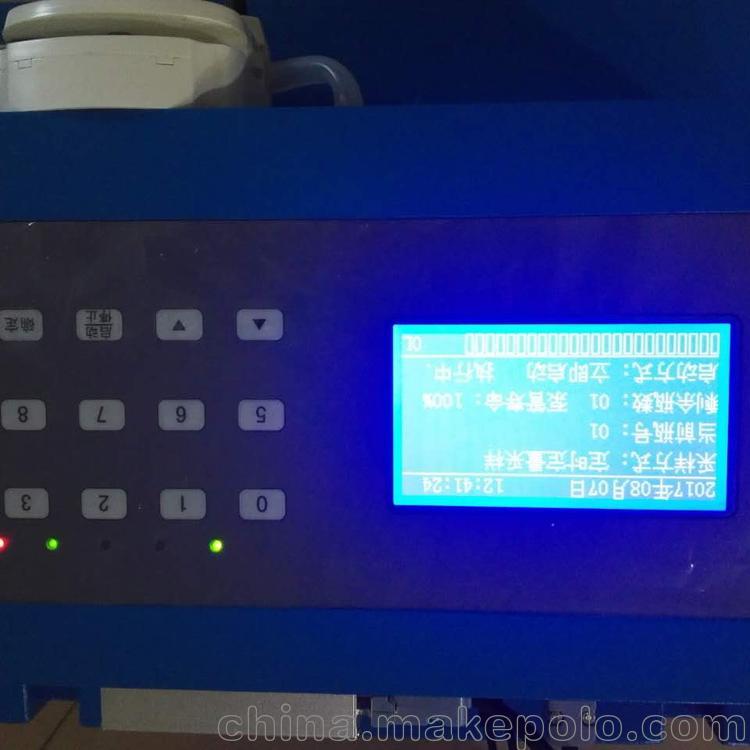 2017年08月07日 12:41:24
采样方式: 定时定量采样
当前瓶号: 01
剩余瓶数: 01 泵管寿命: 100%
启动方式: 立即启动 执行中.
0 1 2 3
5 6 7 8
▲ ▼ 启动停止 确定
china.makepolo.com